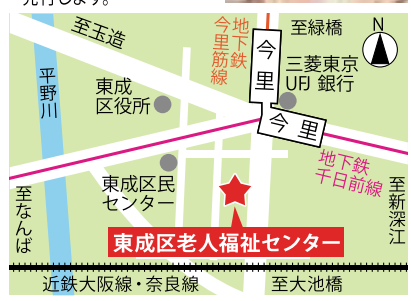 発行します。
至玉造
地下鉄
今里筋線
至緑橋
N
今里
三菱東京
UFJ 銀行
平野川
東成
区役所
今里
地下鉄
千日前線
東成区民
センター
至なんば
至新深江
東成区老人福祉センター
近鉄大阪線・奈良線
至大池橋